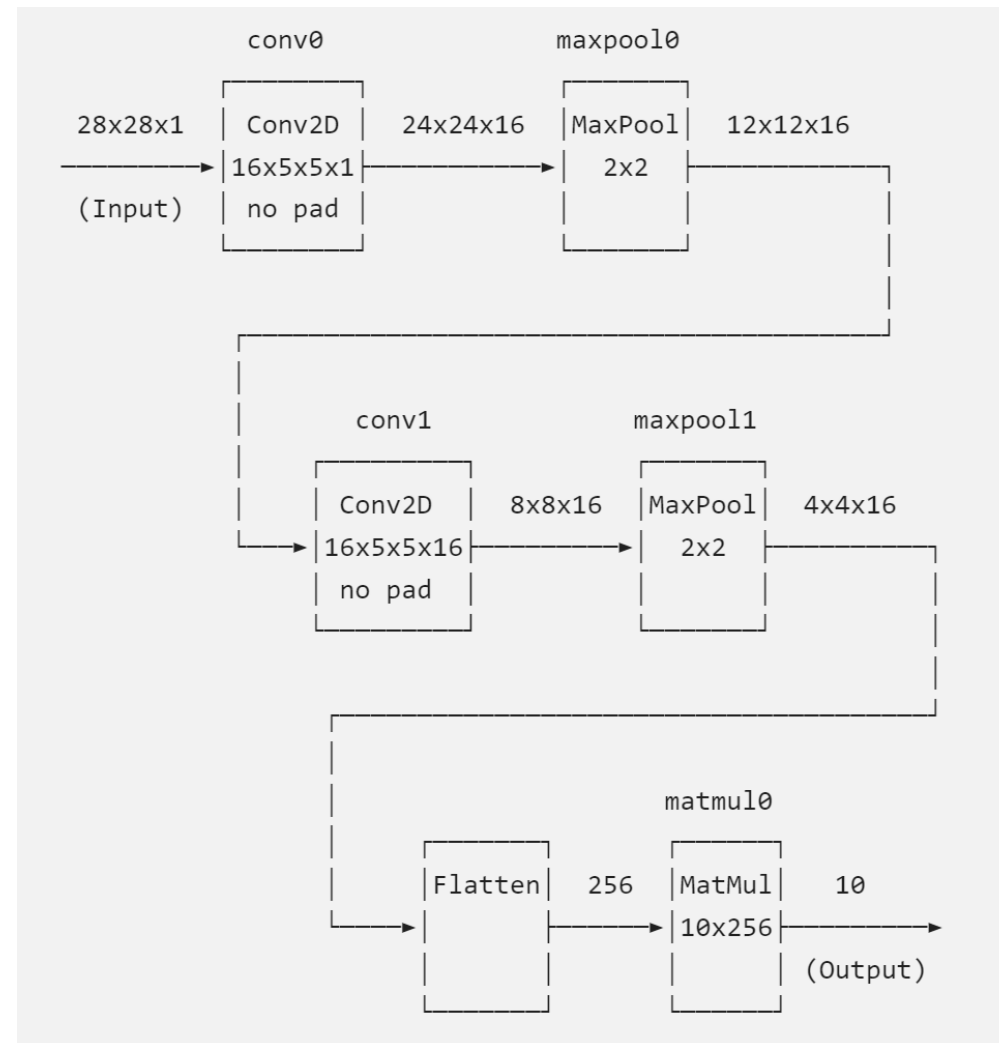 conv0 maxpool0
28x28x1 Conv2D 24x24x16 MaxPool 12x12x16
16x5x5x1 2x2
(Input) no pad
conv1 maxpool1
Conv2D 8x8x16 MaxPool 4x4x16
16x5x5x16 2x2
no pad
matmul0
Flatten 256 MatMul 10
10x256
(Output)